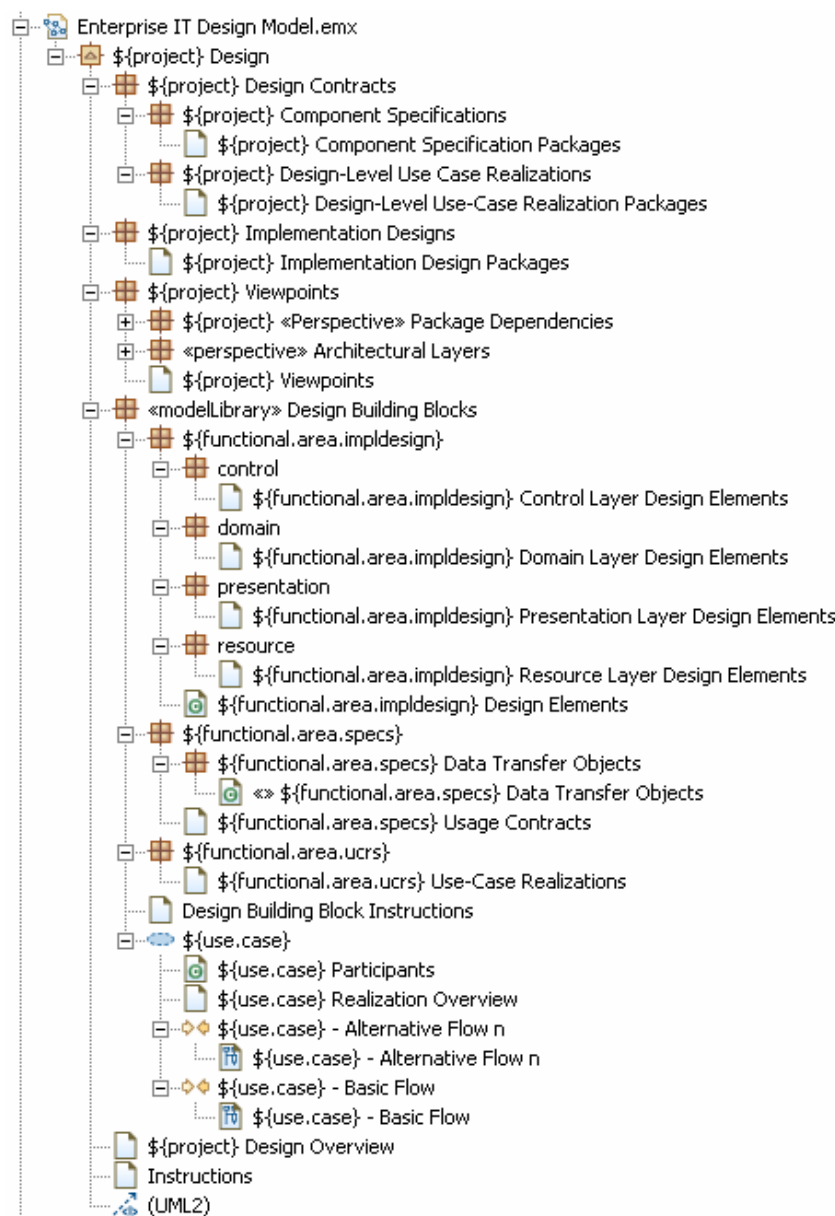 Enterprise IT Design Model.emx
${project} Design
${project} Design Contracts
${project} Component Specifications
${project} Component Specification Packages
${project} Design-Level Use Case Realizations
${project} Design-Level Use-Case Realization Packages
${project} Implementation Designs
${project} Implementation Design Packages
${project} Viewpoints
${project} «Perspective» Package Dependencies
«perspective» Architectural Layers
${project} Viewpoints
«modelLibrary» Design Building Blocks
${functional.area.impldesign}
control
${functional.area.impldesign} Control Layer Design Elements
domain
${functional.area.impldesign} Domain Layer Design Elements
presentation
${functional.area.impldesign} Presentation Layer Design Elements
resource
${functional.area.impldesign} Resource Layer Design Elements
${functional.area.impldesign} Design Elements
${functional.area.specs}
${functional.area.specs} Data Transfer Objects
«» ${functional.area.specs} Data Transfer Objects
${functional.area.specs} Usage Contracts
${functional.area.ucrs}
${functional.area.ucrs} Use-Case Realizations
Design Building Block Instructions
${use.case}
${use.case} Participants
${use.case} Realization Overview
${use.case} - Alternative Flow n
${use.case} - Alternative Flow n
${use.case} - Basic Flow
${use.case} - Basic Flow
${project} Design Overview
Instructions
(UML2)